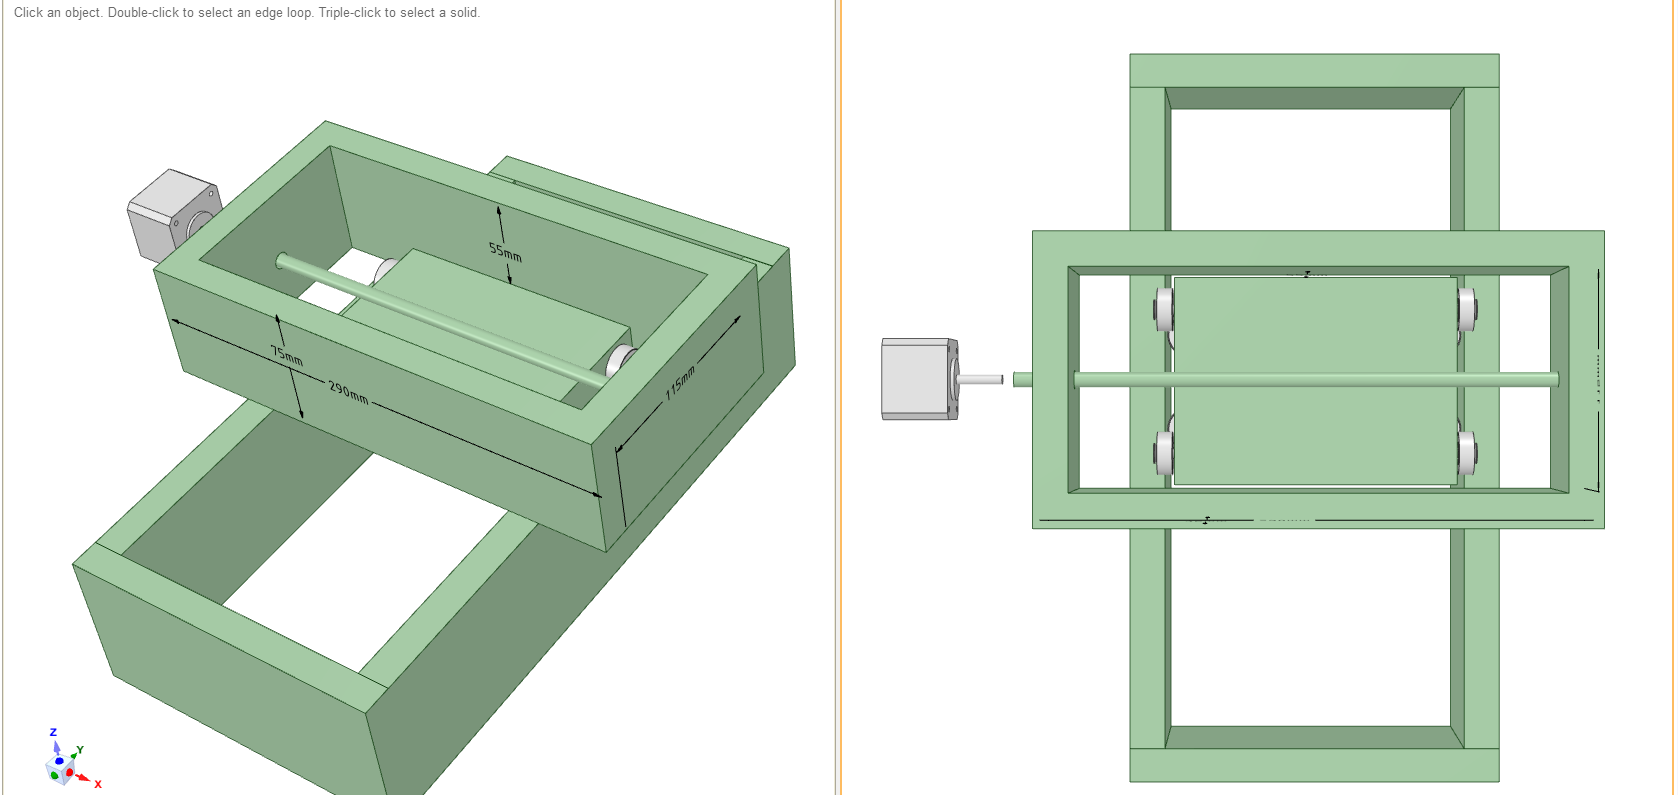 Click an object. Double-click to select an edge loop. Triple-click to select a solid.
55mm
75mm
290mm
115mm
Z
Y
X